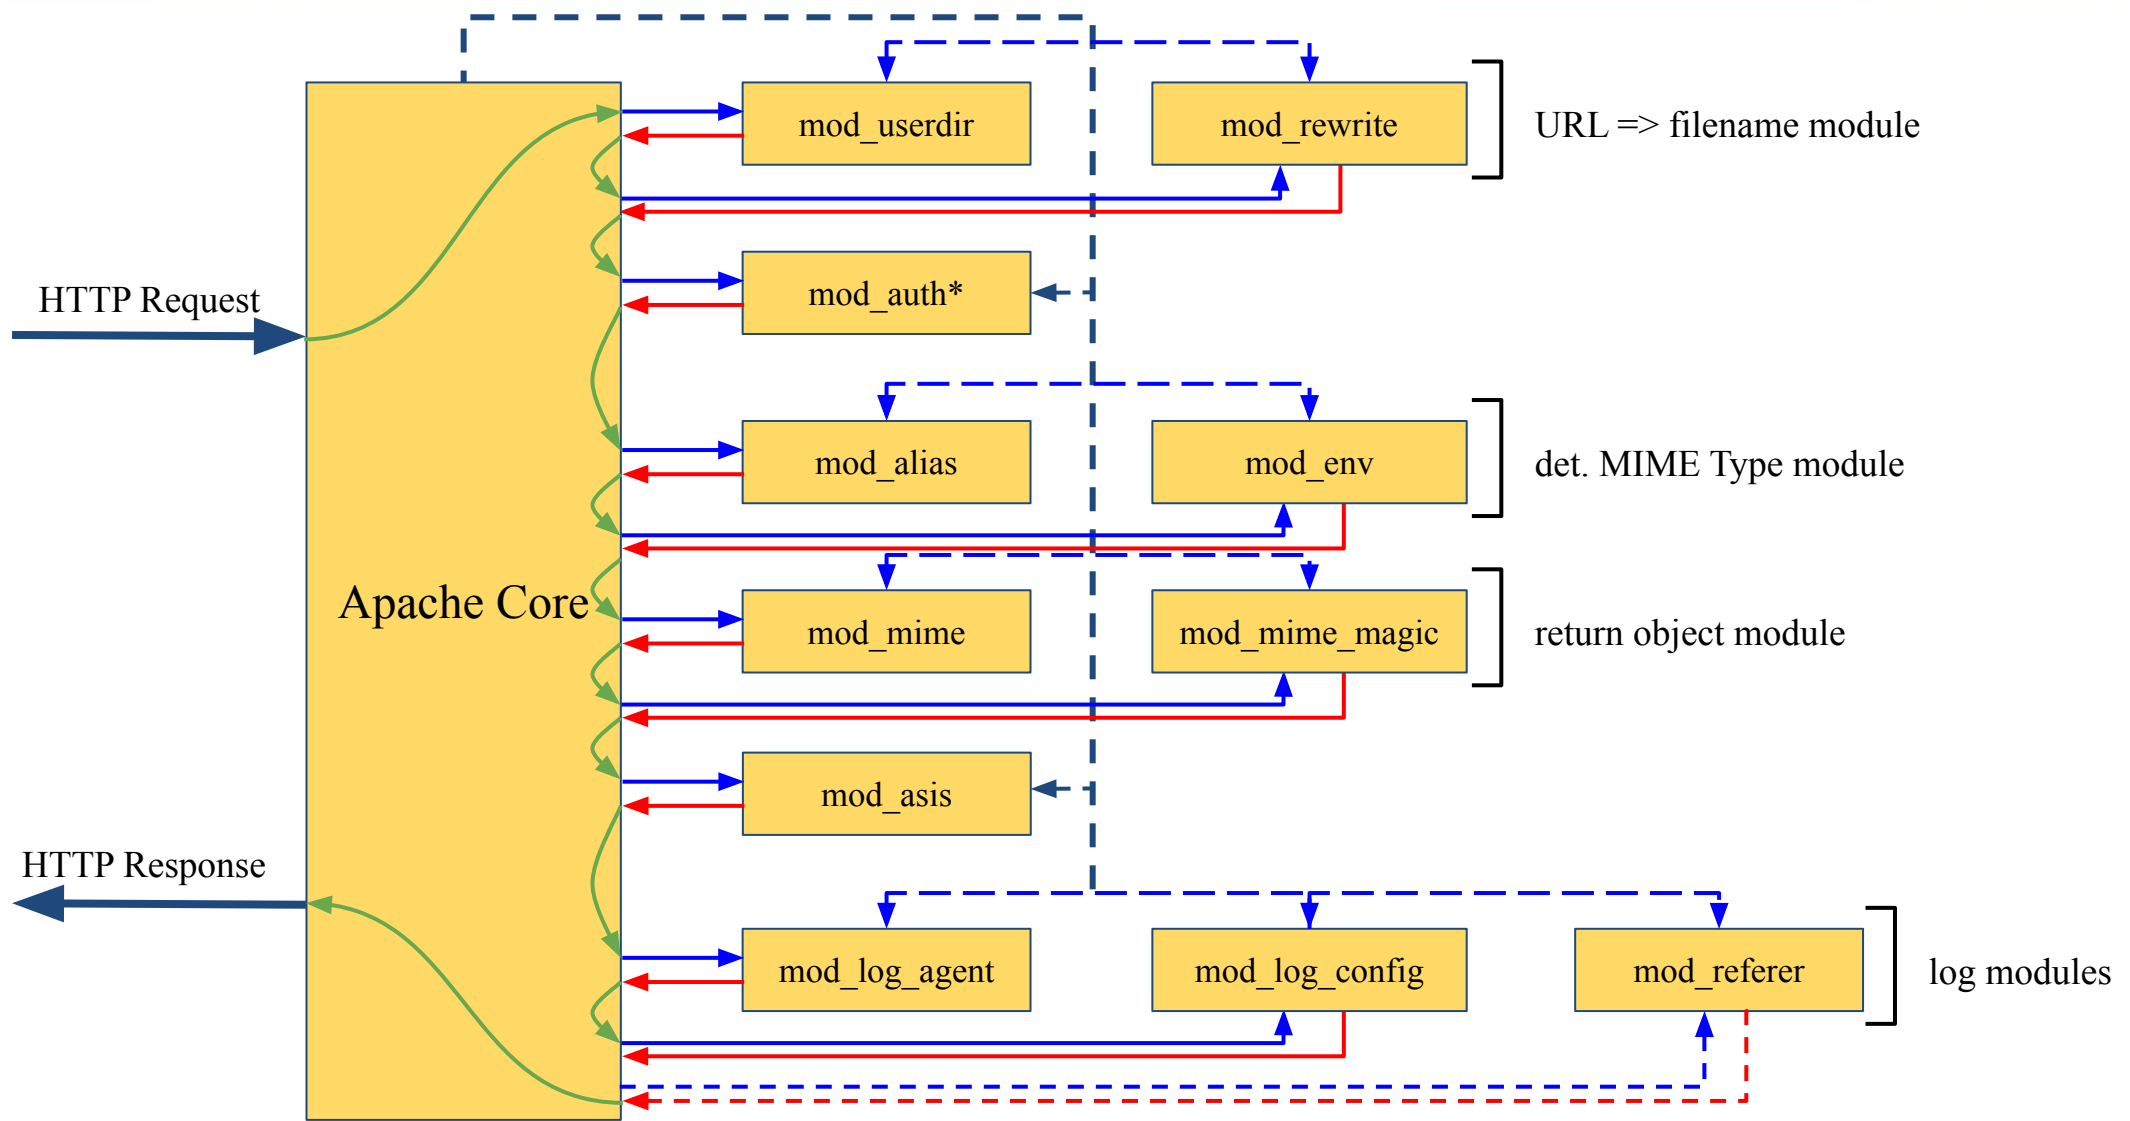 mod_userdir
mod_rewrite
URL => filename module
HTTP Request
mod_auth*
mod_alias
mod_env
det. MIME Type module
Apache Core
mod_mime
mod_mime_magic
return object module
mod_asis
HTTP Response
mod_log_agent
mod_log_config
mod_referer
log modules